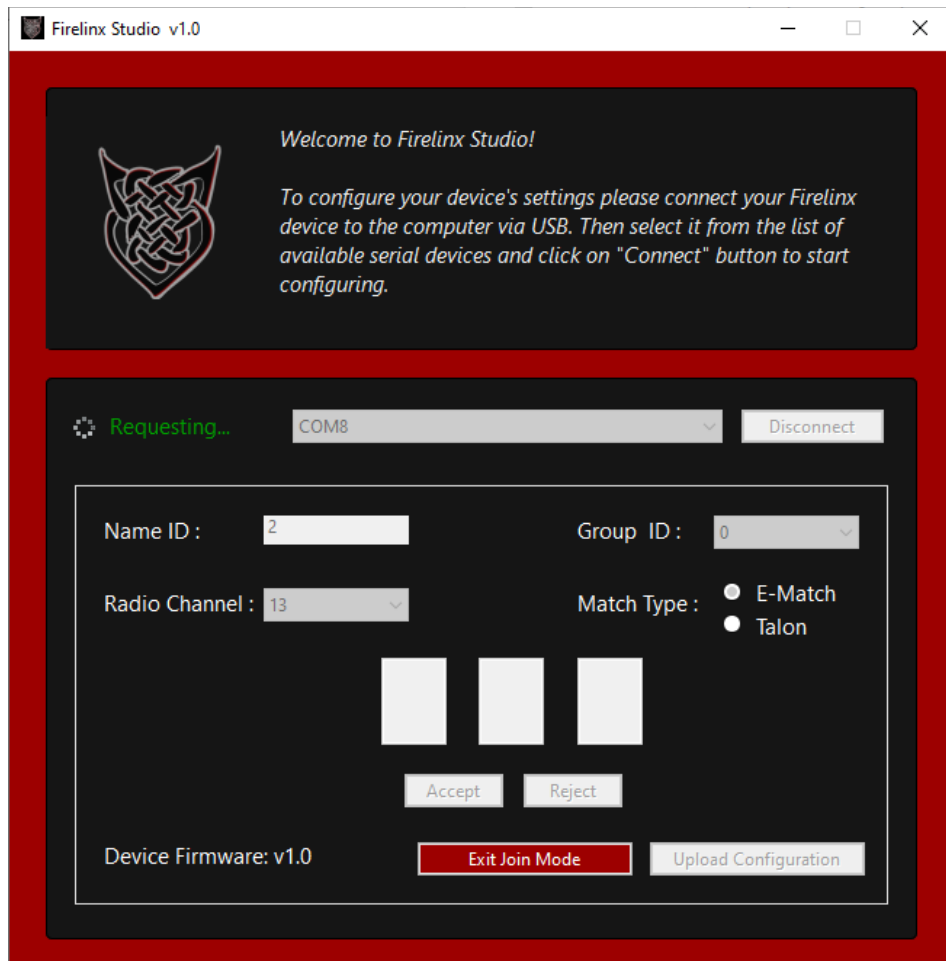 Firelinx Studio v1.0
Welcome to Firelinx Studio!
To configure your device's settings please connect your Firelinx
device to the computer via USB. Then select it from the list of
available serial devices and click on "Connect" button to start
configuring.
Requesting... COM8 Disconnect
Name ID : 2 Group ID : 0
Radio Channel : 13 Match Type : E-Match
Talon
Accept Reject
Device Firmware: v1.0 Exit Join Mode Upload Configuration